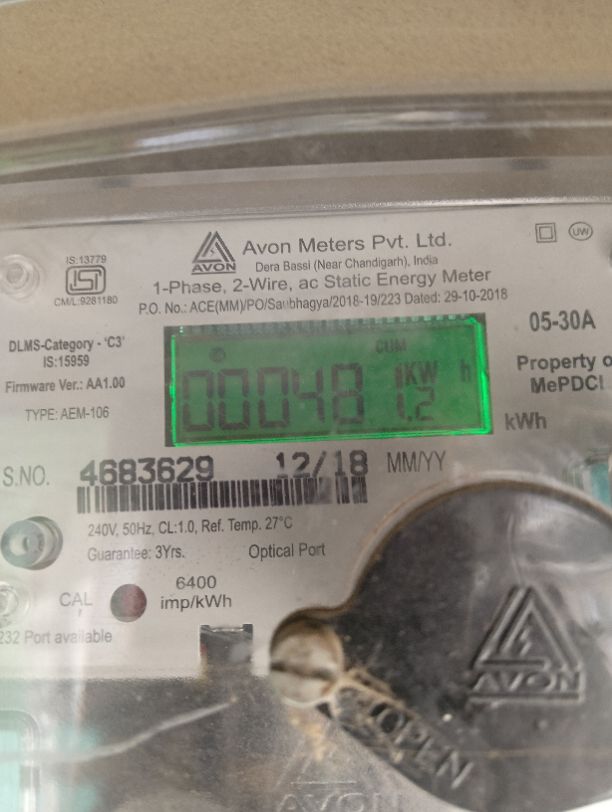 Avon Meters Pvt. Ltd.
AVON
Dera Bassi (Near Chandigarh), India
1-Phase, 2-Wire, ac Static Energy Meter
P.O. No.: ACE(MM)/PO/Saubhagya/2018-19/223 Dated: 29-10-2018
UW
IS:13779
ISI
CM/L:9281180
DLMS-Category - 'C3'
IS:15959
Firmware Ver.: AA1.00
TYPE: AEM-106
05-30A
Property o
MePDCl
CUM
KW h
000048
kWh
S.NO. 4683629 12/18 MM/YY
240V, 50Hz, CL:1.0, Ref. Temp. 27°C
Guarantee: 3Yrs. Optical Port
CAL
6400
imp/kWh
232 Port available
AVON
OPEN
AVON